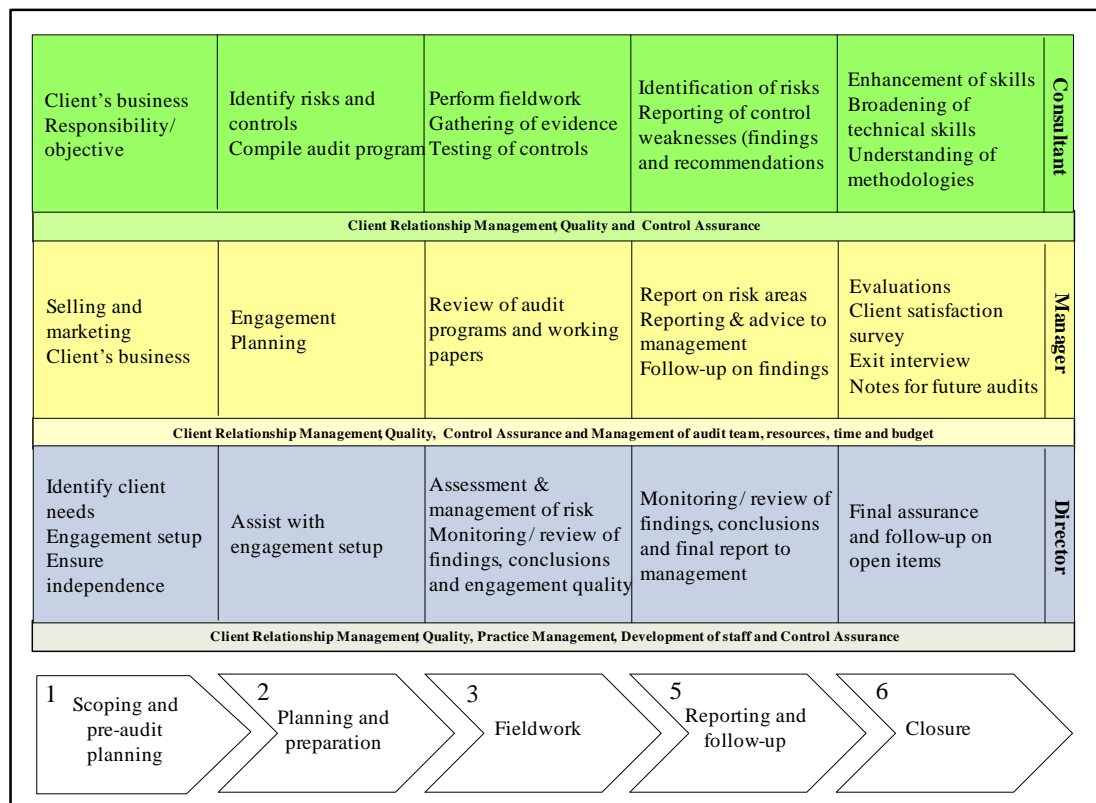 Client's business
Responsibility/
objective
Identify risks and
controls
Compile audit program
Perform fieldwork
Gathering of evidence
Testing of controls
Identification of risks
Reporting of control
weaknesses (findings
and recommendations
Enhancement of skills
Broadening of
technical skills
Understanding of
methodologies
Consultant
Client Relationship Management, Quality and Control Assurance
Selling and
marketing
Client's business
Engagement
Planning
Review of audit
programs and working
papers
Report on risk areas
Reporting & advice to
management
Follow-up on findings
Evaluations
Client satisfaction
survey
Exit interview
Notes for future audits
Manager
Client Relationship Management, Quality, Control Assurance and Management of audit team, resources, time and budget
Identify client
needs
Engagement setup
Ensure
independence
Assist with
engagement setup
Assessment &
management of risk
Monitoring/ review of
findings, conclusions
and engagement quality
Monitoring/ review of
findings, conclusions
and final report to
management
Final assurance
and follow-up on
open items
Director
Client Relationship Management, Quality, Practice Management, Development of staff and Control Assurance
1
Scoping and
pre-audit
planning
2
Planning and
preparation
3
Fieldwork
5
Reporting and
follow-up
6
Closure